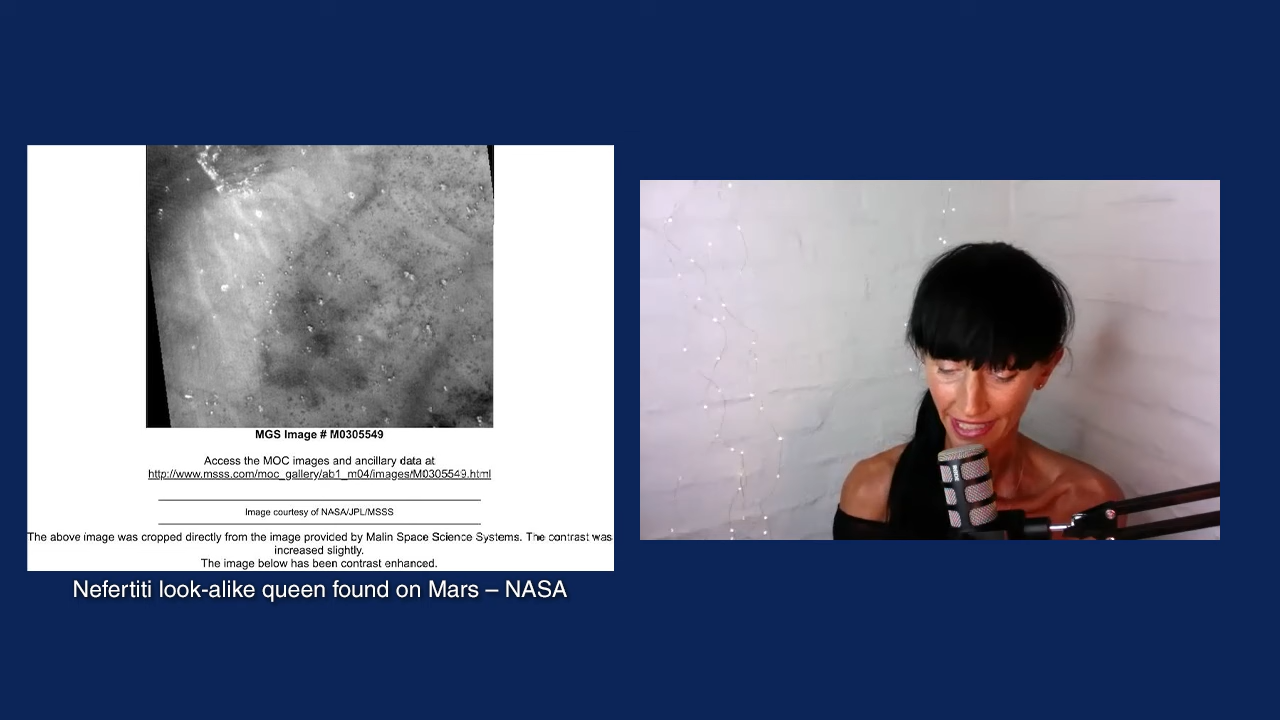 MGS Image # M0305549
Access the MOC images and ancillary data at
http://www.msss.com/moc_gallery/ab1_m04/images/M0305549.html
Image courtesy of NASA/JPL/MSSS
The above image was cropped directly from the image provided by Malin Space Science Systems. The contrast was
increased slightly.
The image below has been contrast enhanced.
Nefertiti look-alike queen found on Mars – NASA